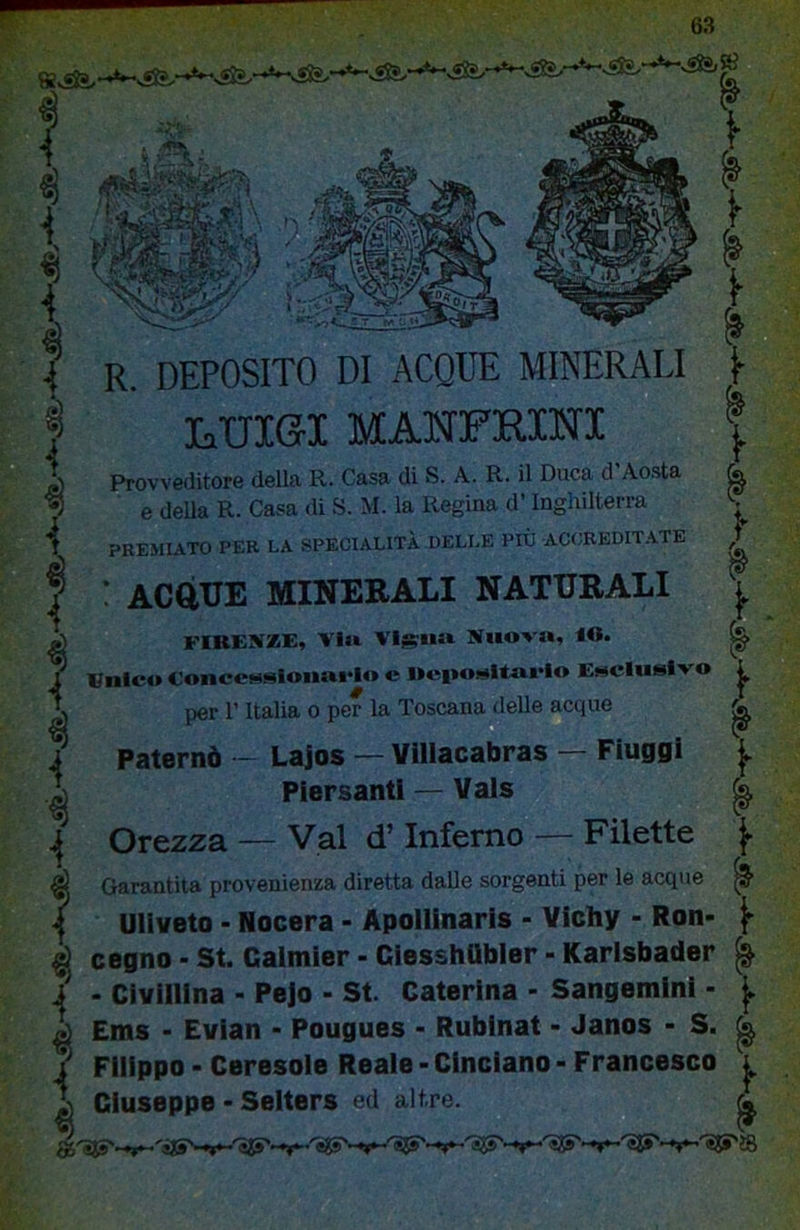 63
R. DEPOSITO DI ACQUE MINERALI
LUIGI MANFRINI
Provveditore della R. Casa di S. A. R. il Duca d'Aosta
e della R. Casa di S. M. la Regina d' Inghilterra
PREMIATO PER LA SPECIALITÀ DELLE PIÙ ACCREDITATE
ACQUE MINERALI NATURALI
FIRENZE, Via Vigna Nuova, 16.
Unico Concessionario e Depositario Esclusivo
per l' Italia o per la Toscana delle acque
Paternò — Lajos — Villacabras — Fiuggi
Piersanti — Vals
Orezza — Val d' Inferno — Filette
Garantita provenienza diretta dalle sorgenti per le acque
Uliveto - Nocera - Apollinaris - Vichy - Ron-
cegno - St. Galmier - Giesshübler - Karlsbader
- Civillina - Pejo - St. Caterina - Sangemini -
Ems - Evian - Pougues - Rubinat - Janos - S.
Filippo - Ceresole Reale - Cinciano - Francesco
Giuseppe - Selters ed altre.